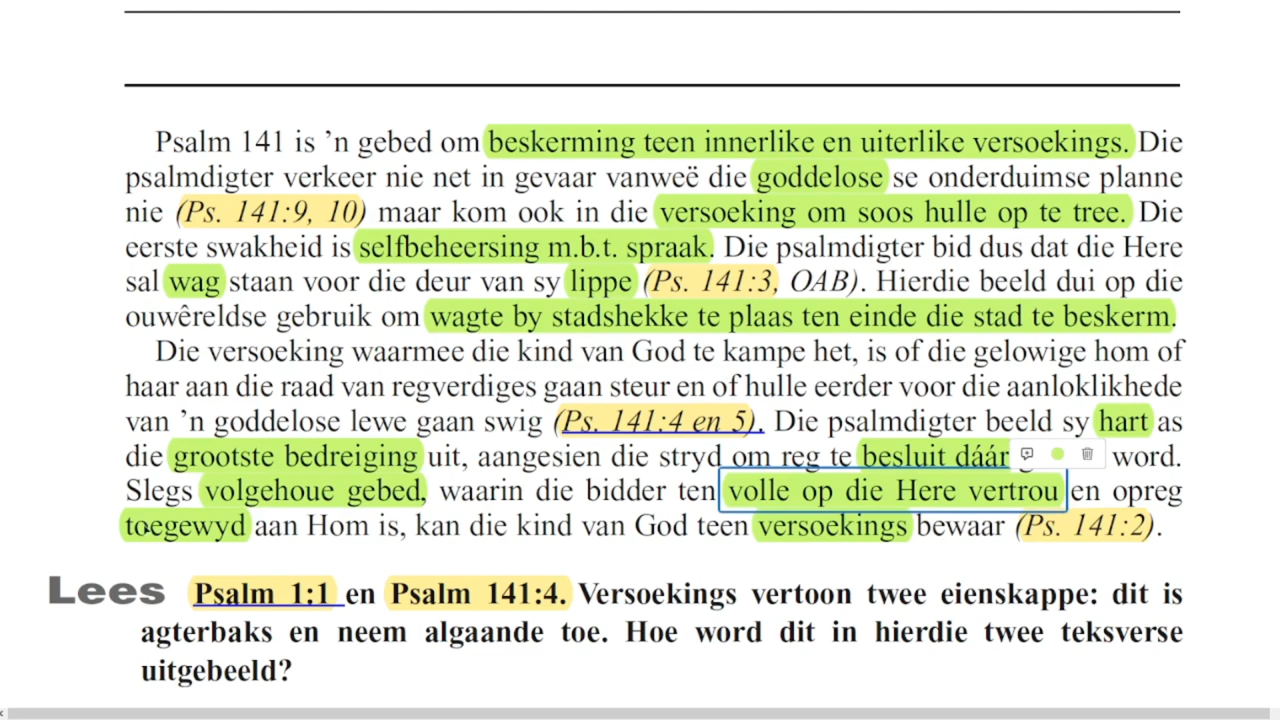 Psalm 141 is ’n gebed om beskerming teen innerlike en uiterlike versoekings. Die
psalmdigter verkeer nie net in gevaar vanweë die goddelose se onderduimse planne
nie (Ps. 141:9, 10) maar kom ook in die versoeking om soos hulle op te tree. Die
eerste swakheid is selfbeheersing m.b.t. spraak. Die psalmdigter bid dus dat die Here
sal wag staan voor die deur van sy lippe (Ps. 141:3, OAB). Hierdie beeld dui op die
ouwêreldse gebruik om wagte by stadshekke te plaas ten einde die stad te beskerm.
Die versoeking waarmee die kind van God te kampe het, is of die gelowige hom of
haar aan die raad van regverdiges gaan steur en of hulle eerder voor die aanloklikhede
van ’n goddelose lewe gaan swig (Ps. 141:4 en 5). Die psalmdigter beeld sy hart as
die grootste bedreiging uit, aangesien die stryd om reg te besluit dáár word.
Slegs volgehoue gebed, waarin die bidder ten volle op die Here vertrou en opreg
toegewyd aan Hom is, kan die kind van God teen versoekings bewaar (Ps. 141:2).
Lees Psalm 1:1 en Psalm 141:4. Versoekings vertoon twee eienskappe: dit is
agterbaks en neem algaande toe. Hoe word dit in hierdie twee teksverse
uitgebeeld?